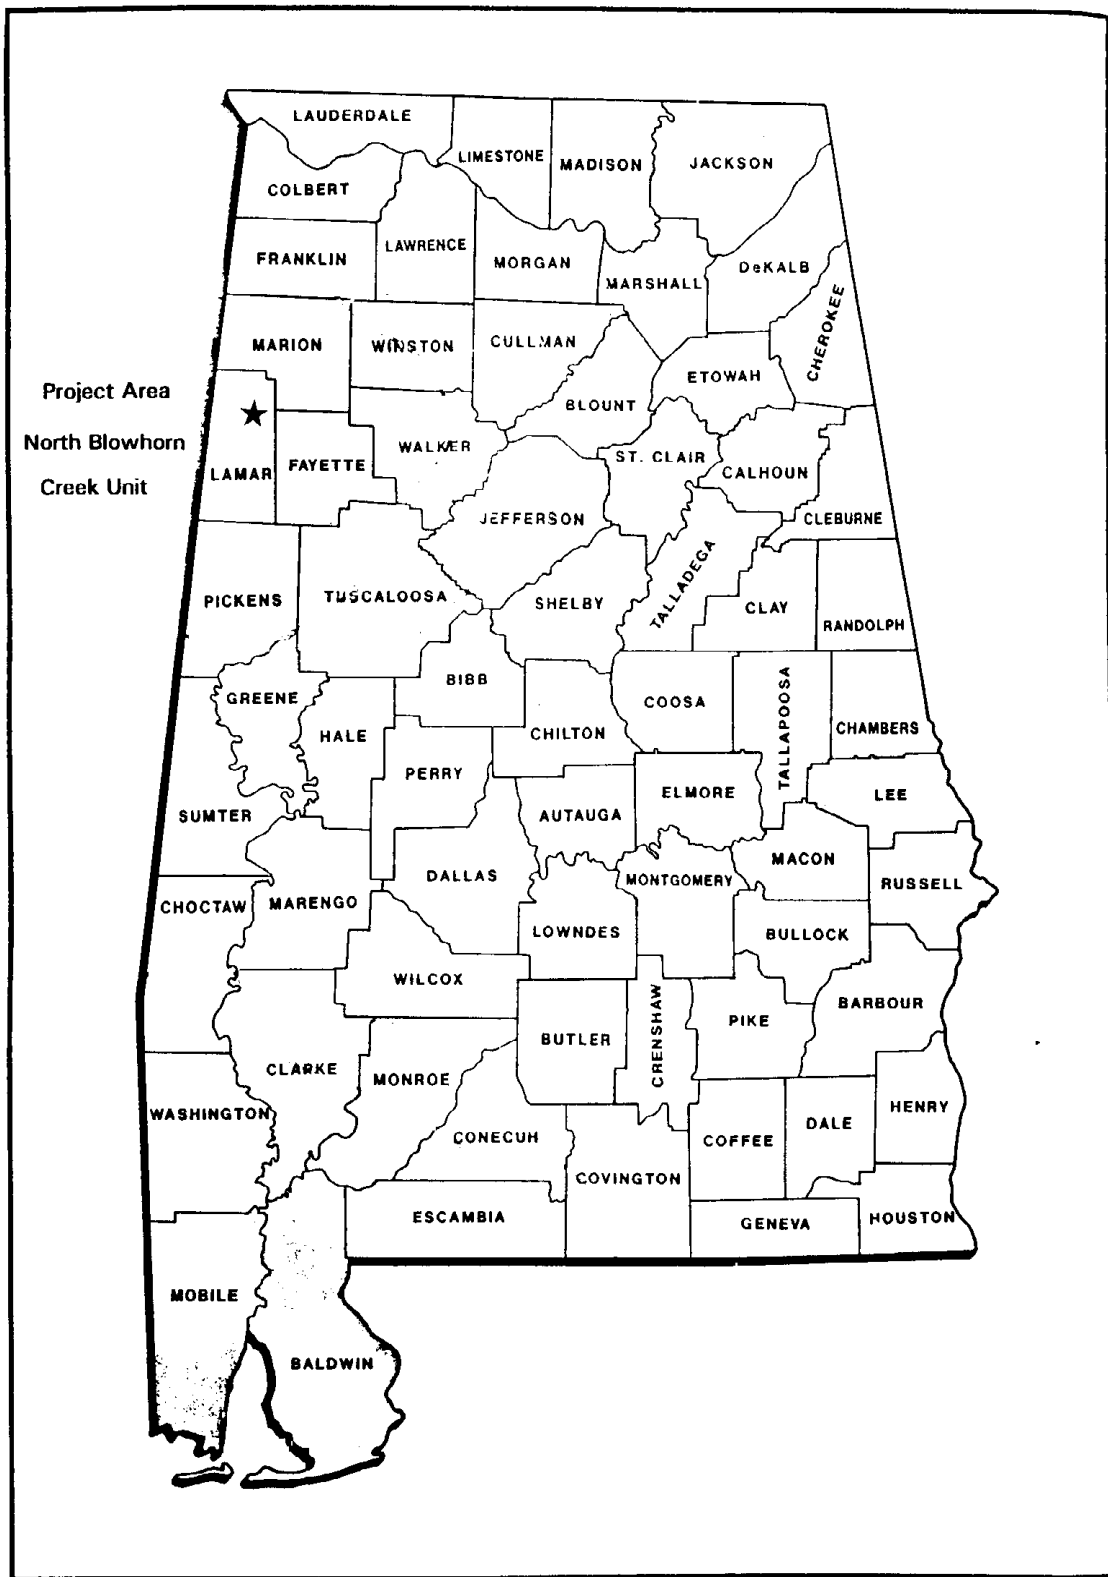 LAUDERDALE
LIMESTONE
MADISON
JACKSON
COLBERT
LAWRENCE
FRANKLIN
MORGAN
MARSHALL
DeKALB
CHEROKEE
MARION
WINSTON
CULLMAN
ETOWAH
BLOUNT
Project Area
North Blowhorn
Creek Unit
LAMAR
FAYETTE
WALKER
ST. CLAIR
CALHOUN
CLEBURNE
JEFFERSON
TALLADEGA
PICKENS
TUSCALOOSA
SHELBY
CLAY
RANDOLPH
GREENE
BIBB
COOSA
TALLAPOOSA
CHAMBERS
HALE
CHILTON
PERRY
SUMTER
AUTAUGA
ELMORE
LEE
MACON
RUSSELL
DALLAS
MONTGOMERY
CHOCTAW
MARENGO
LOWNDES
BULLOCK
WILCOX
BARBOUR
PIKE
CRENSHAW
BUTLER
CLARKE
MONROE
WASHINGTON
CONECUH
COFFEE
DALE
HENRY
COVINGTON
ESCAMBIA
GENEVA
HOUSTON
MOBILE
BALDWIN